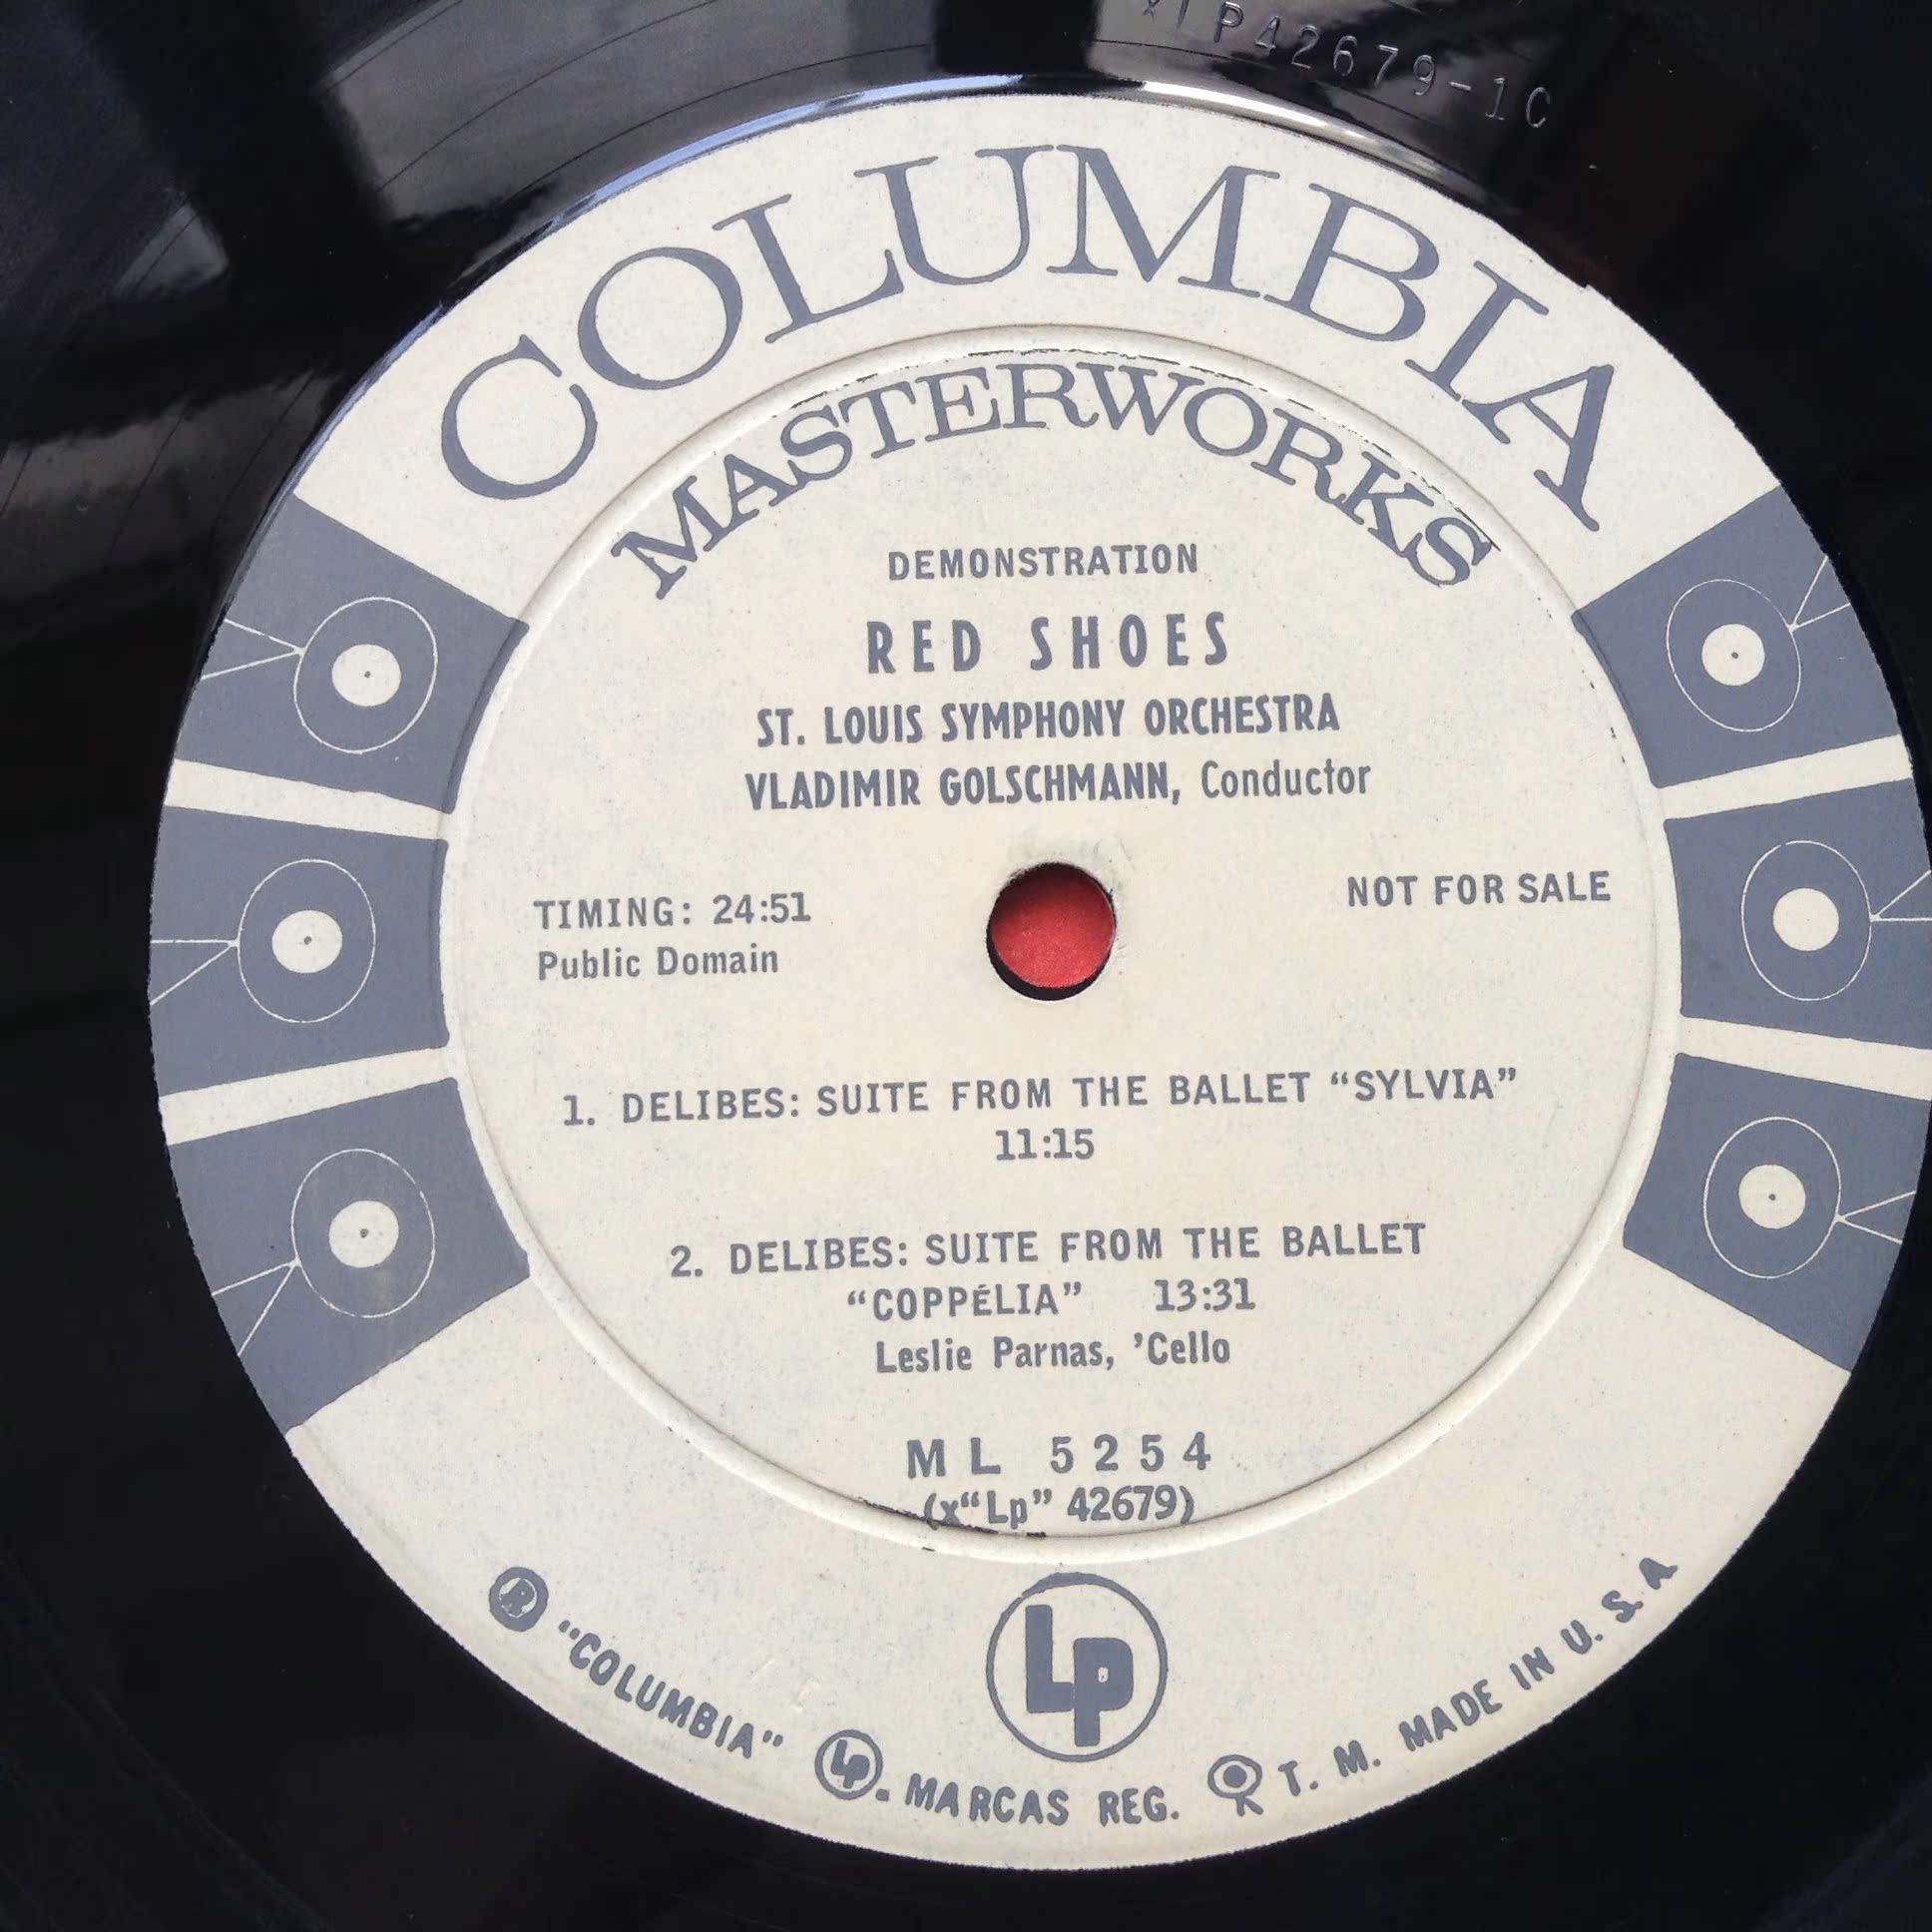 P42679-1C
COLUMBIA
MASTERWORKS
DEMONSTRATION
RED SHOES
ST. LOUIS SYMPHONY ORCHESTRA
VLADIMIR GOLSCHMANN, Conductor
TIMING: 24:51
Public Domain
NOT FOR SALE
1. DELIBES: SUITE FROM THE BALLET “SYLVIA”
11:15
2. DELIBES: SUITE FROM THE BALLET
“COPPÉLIA” 13:31
Leslie Parnas, ’Cello
ML 5254
(x“Lp” 42679)
Lp
® “COLUMBIA” Lp. MARCAS REG. T. M. MADE IN U. S. A